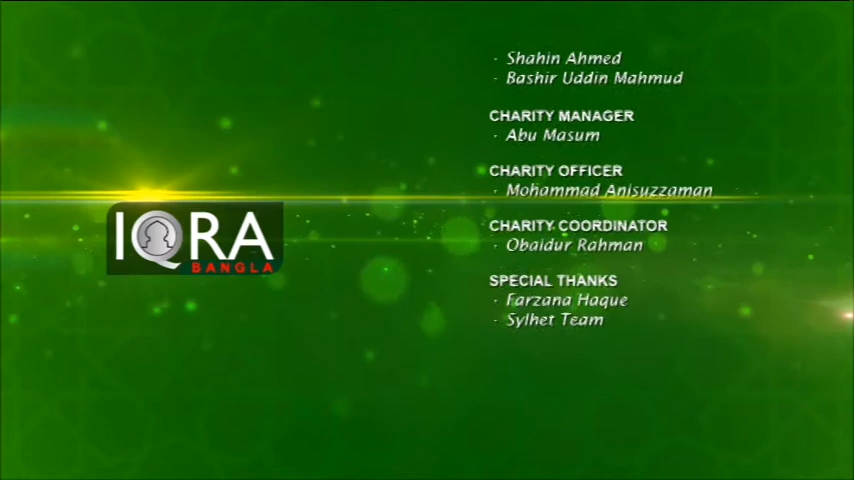 - Shahin Ahmed
- Bashir Uddin Mahmud
CHARITY MANAGER
- Abu Masum
CHARITY OFFICER
- Mohammad Anisuzzaman
CHARITY COORDINATOR
- Obaidur Rahman
SPECIAL THANKS
- Farzana Haque
- Sylhet Team
IQRA
BANGLA